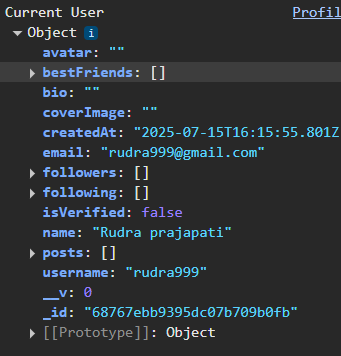 Current User Profil
Object i
avatar: ""
bestFriends: []
bio: ""
coverImage: ""
createdAt: "2025-07-15T16:15:55.801Z
email: "rudra999@gmail.com"
followers: []
following: []
isVerified: false
name: "Rudra prajapati"
posts: []
username: "rudra999"
__v: 0
_id: "68767ebb9395dc07b709b0fb"
[[Prototype]]: Object